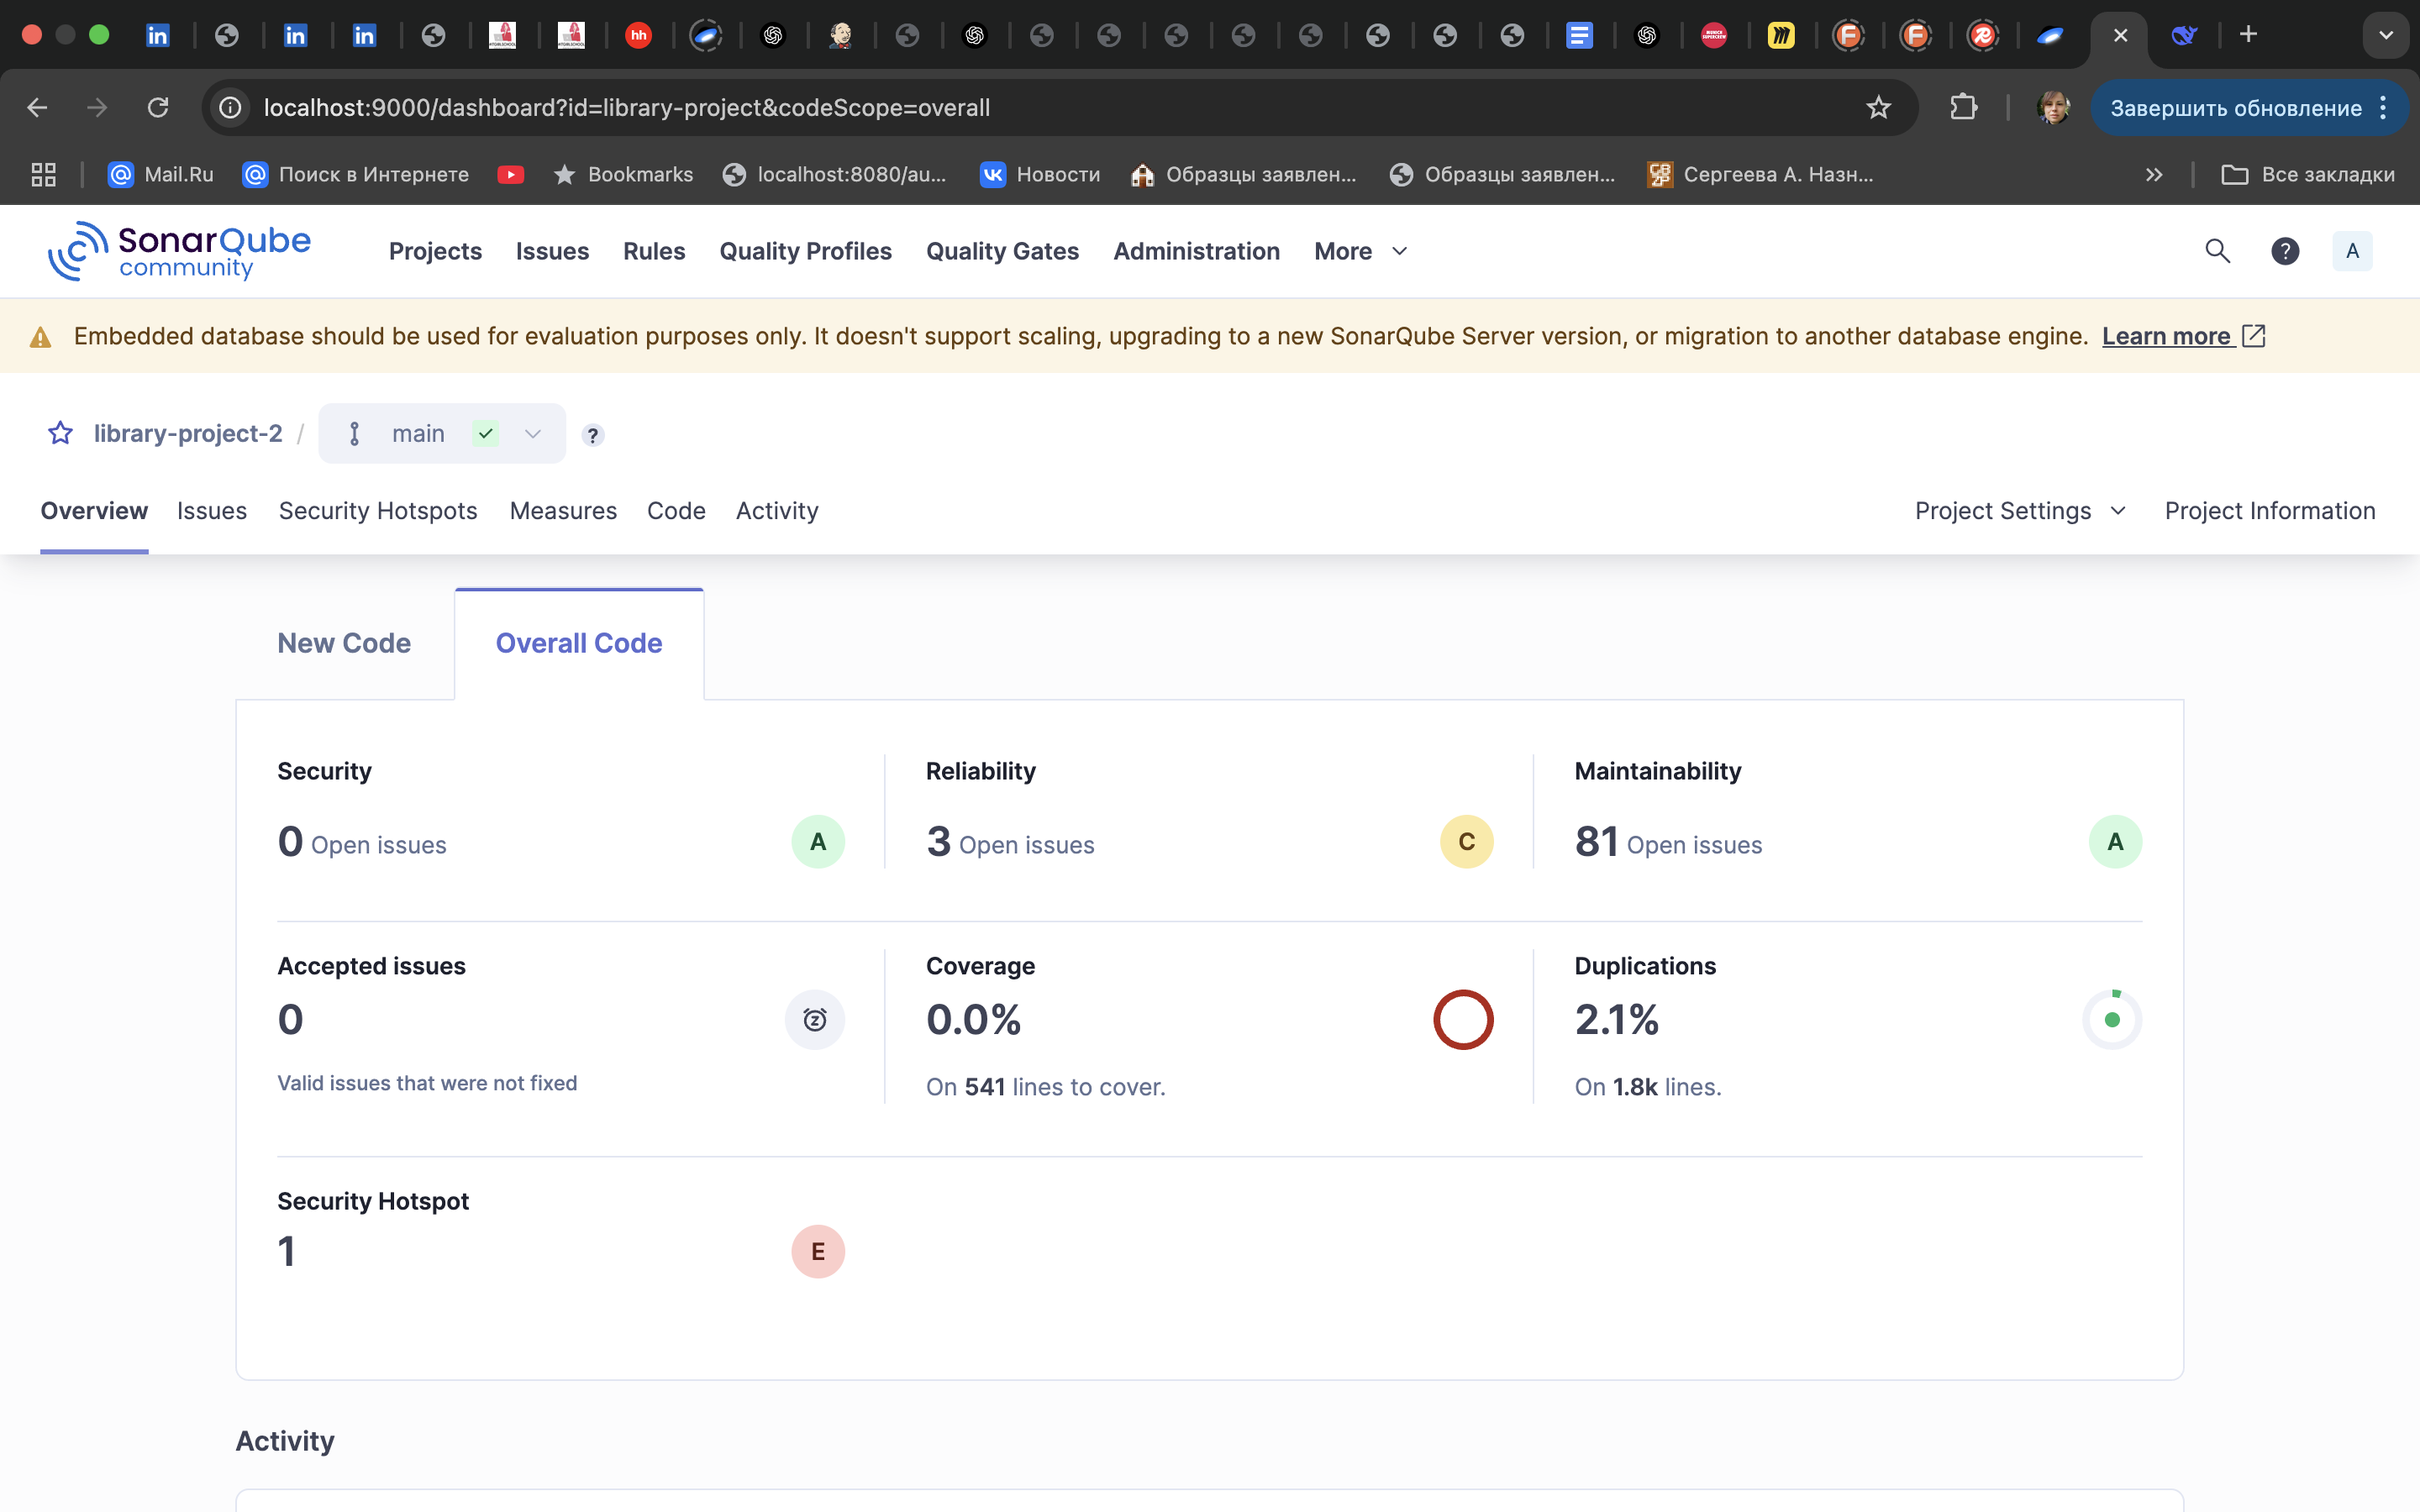 localhost:9000/dashboard?id=library-project&codeScope=overall
Завершить обновление
Mail.Ru
Поиск в Интернете
Bookmarks
localhost:8080/au...
Новости
Образцы заявлен...
Образцы заявлен...
Сергеева А. Назн...
Все закладки
SonarQube
community
Projects
Issues
Rules
Quality Profiles
Quality Gates
Administration
More
A
Embedded database should be used for evaluation purposes only. It doesn't support scaling, upgrading to a new SonarQube Server version, or migration to another database engine. Learn more
library-project-2 / main
Overview
Issues
Security Hotspots
Measures
Code
Activity
Project Settings
Project Information
New Code
Overall Code
Security
0 Open issues
A
Reliability
3 Open issues
C
Maintainability
81 Open issues
A
Accepted issues
0
Valid issues that were not fixed
Coverage
0.0%
On 541 lines to cover.
Duplications
2.1%
On 1.8k lines.
Security Hotspot
1
E
Activity